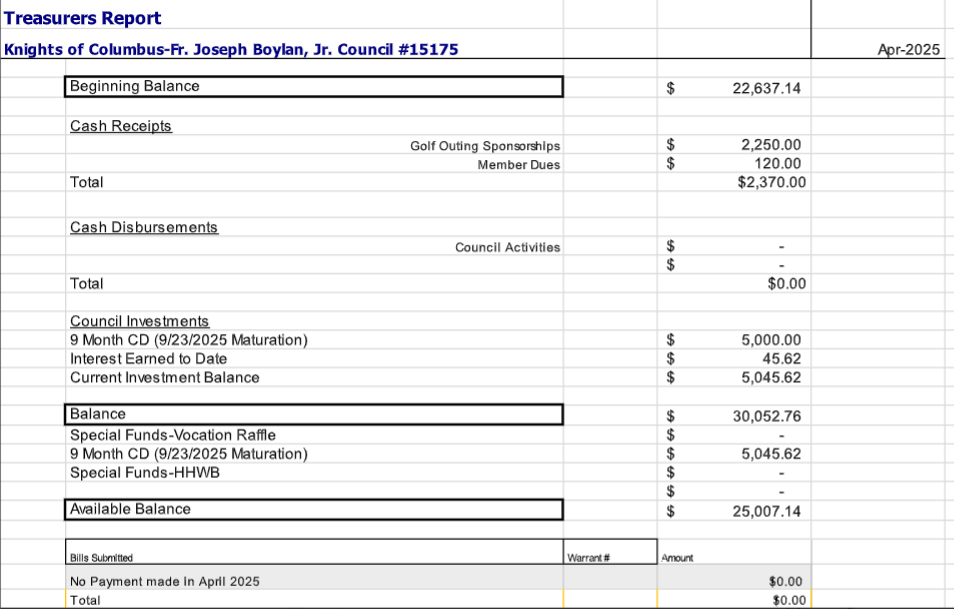 Treasurers Report
Knights of Columbus-Fr. Joseph Boylan, Jr. Council #15175 Apr-2025
Beginning Balance $ 22,637.14
Cash Receipts
Golf Outing Sponsorships $ 2,250.00
Member Dues $ 120.00
Total $2,370.00
Cash Disbursements
Council Activities $ -
$ -
Total $0.00
Council Investments
9 Month CD (9/23/2025 Maturation) $ 5,000.00
Interest Earned to Date $ 45.62
Current Investment Balance $ 5,045.62
Balance $ 30,052.76
Special Funds-Vocation Raffle $ -
9 Month CD (9/23/2025 Maturation) $ 5,045.62
Special Funds-HHWB $ -
$ -
Available Balance $ 25,007.14
Bills Submitted Warrant # Amount
No Payment made in April 2025 $0.00
Total $0.00